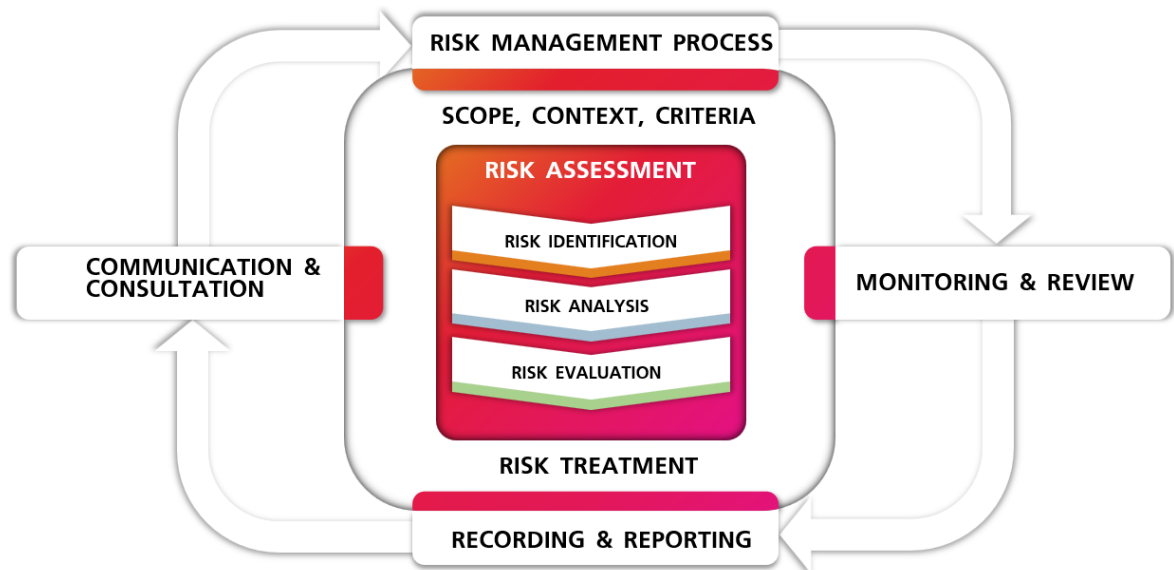 RISK MANAGEMENT PROCESS
SCOPE, CONTEXT, CRITERIA
RISK ASSESSMENT
RISK IDENTIFICATION
RISK ANALYSIS
RISK EVALUATION
RISK TREATMENT
COMMUNICATION &
CONSULTATION
MONITORING & REVIEW
RECORDING & REPORTING